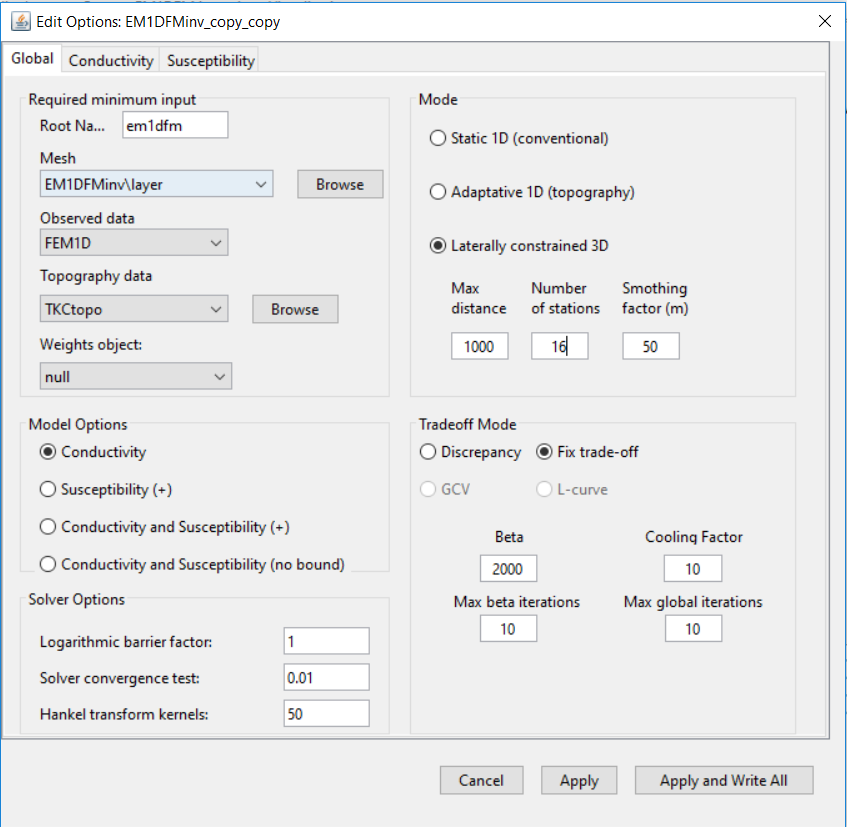 Edit Options: EM1DFMinv_copy_copy
Global Conductivity Susceptibility
Required minimum input
Root Na... em1dfm
Mesh
EM1DFMinv\layer Browse
Observed data
FEM1D
Topography data
TKCtopo Browse
Weights object:
null
Mode
Static 1D (conventional)
Adaptative 1D (topography)
Laterally constrained 3D
Max distance
Number of stations
Smothing factor (m)
1000 16 50
Model Options
Conductivity
Susceptibility (+)
Conductivity and Susceptibility (+)
Conductivity and Susceptibility (no bound)
Tradeoff Mode
Discrepancy Fix trade-off
GCV L-curve
Beta Cooling Factor
2000 10
Max beta iterations Max global iterations
10 10
Solver Options
Logarithmic barrier factor: 1
Solver convergence test: 0.01
Hankel transform kernels: 50
Cancel Apply Apply and Write All